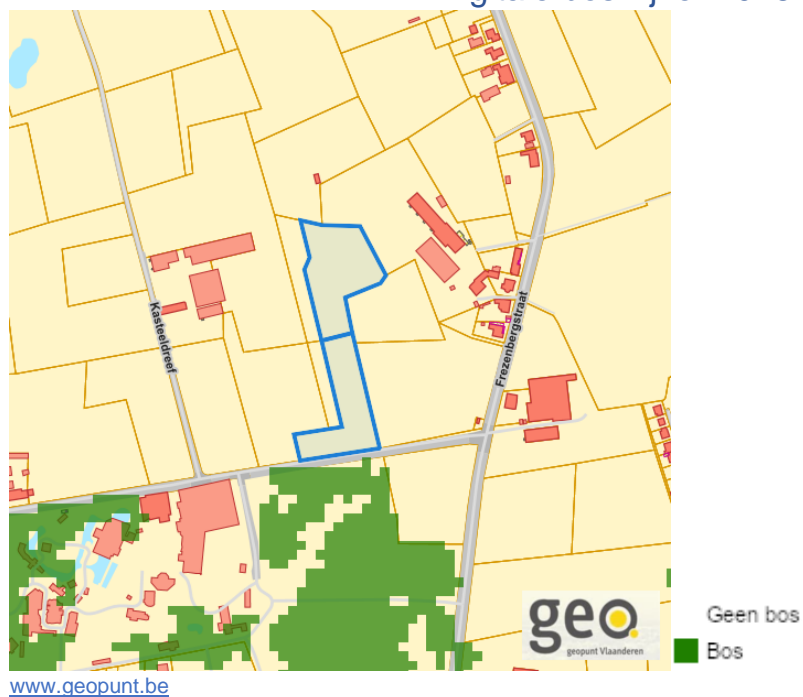 Kasteeldreef
Frezenbergstraat
geo
geopunt Vlaanderen
Geen bos
Bos
www.geopunt.be